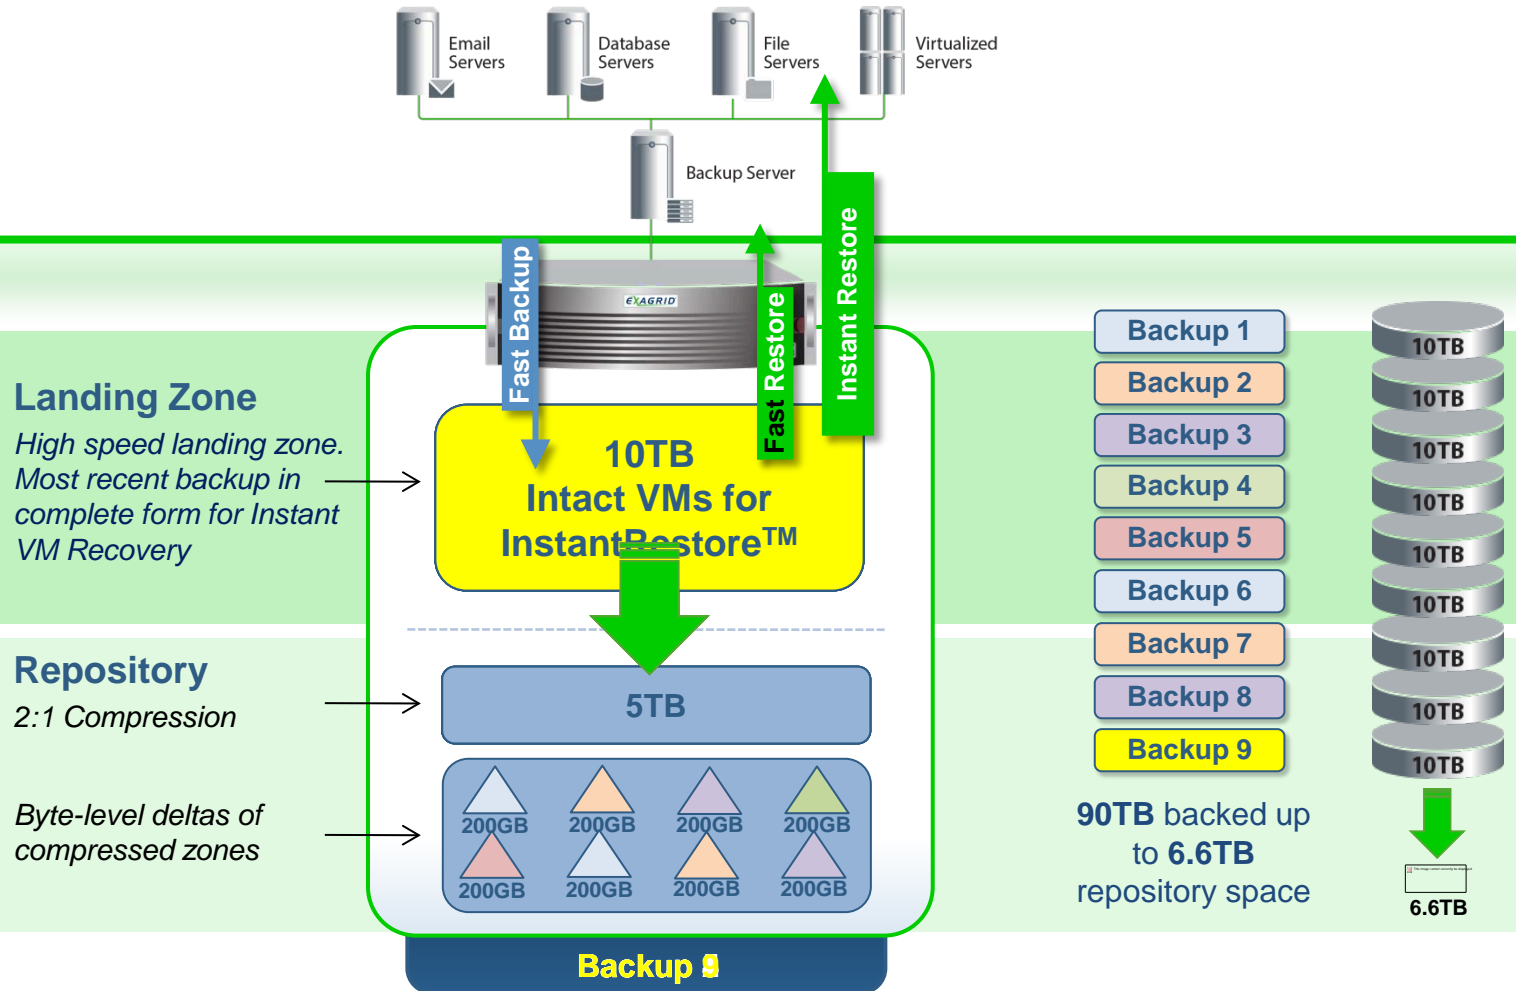 Email
Servers
Database
Servers
File
Servers
Virtualized
Servers
Backup Server
Fast Backup
Fast Restore
Instant Restore
EXAGRID
Landing Zone
High speed landing zone.
Most recent backup in
complete form for Instant
VM Recovery
10TB
Intact VMs for
InstantRestore™
Repository
2:1 Compression
5TB
Byte-level deltas of
compressed zones
200GB
200GB
200GB
200GB
200GB
200GB
200GB
200GB
Backup
Backup 1
Backup 2
Backup 3
Backup 4
Backup 5
Backup 6
Backup 7
Backup 8
Backup 9
10TB
10TB
10TB
10TB
10TB
10TB
10TB
10TB
10TB
90TB backed up
to 6.6TB
repository space
6.6TB